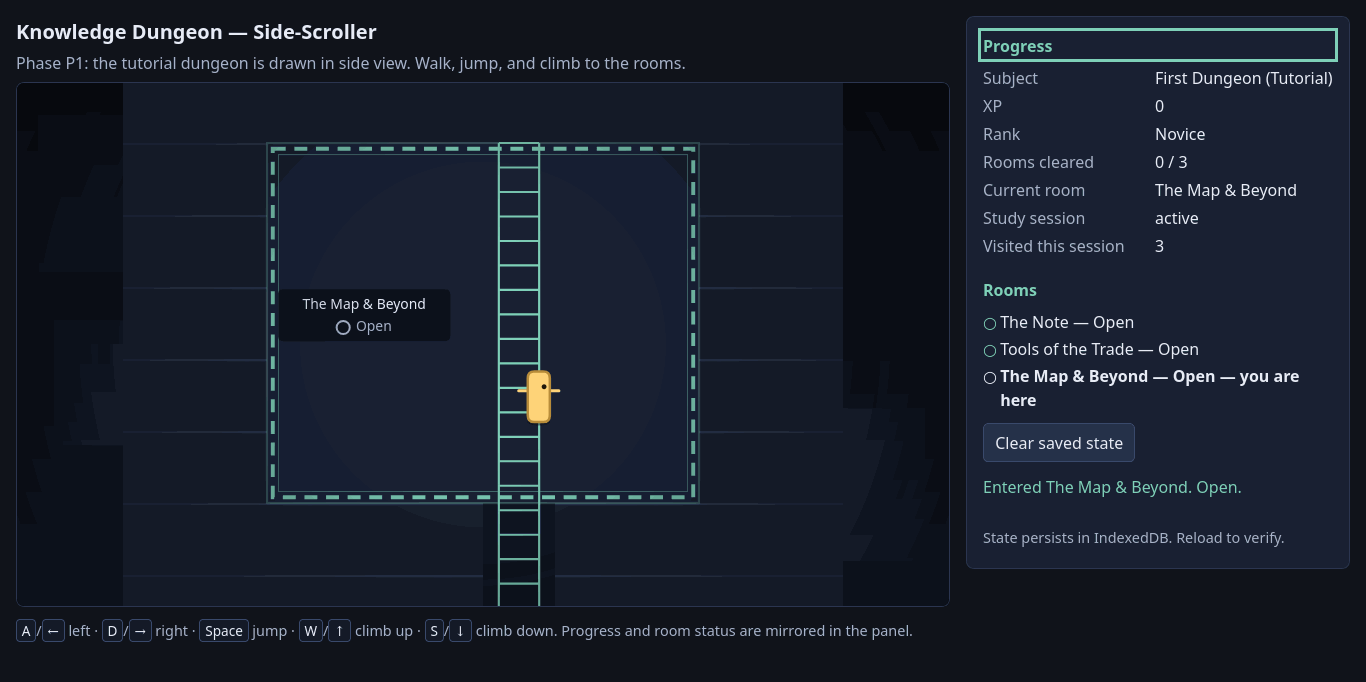 Knowledge Dungeon — Side-Scroller
Phase P1: the tutorial dungeon is drawn in side view. Walk, jump, and climb to the rooms.
The Map & Beyond
Open
A/← left · D/→ right · Space jump · W/↑ climb up · S/↓ climb down. Progress and room status are mirrored in the panel.
Progress
Subject First Dungeon (Tutorial)
XP 0
Rank Novice
Rooms cleared 0 / 3
Current room The Map & Beyond
Study session active
Visited this session 3
Rooms
○ The Note — Open
○ Tools of the Trade — Open
○ The Map & Beyond — Open — you are
here
Clear saved state
Entered The Map & Beyond. Open.
State persists in IndexedDB. Reload to verify.